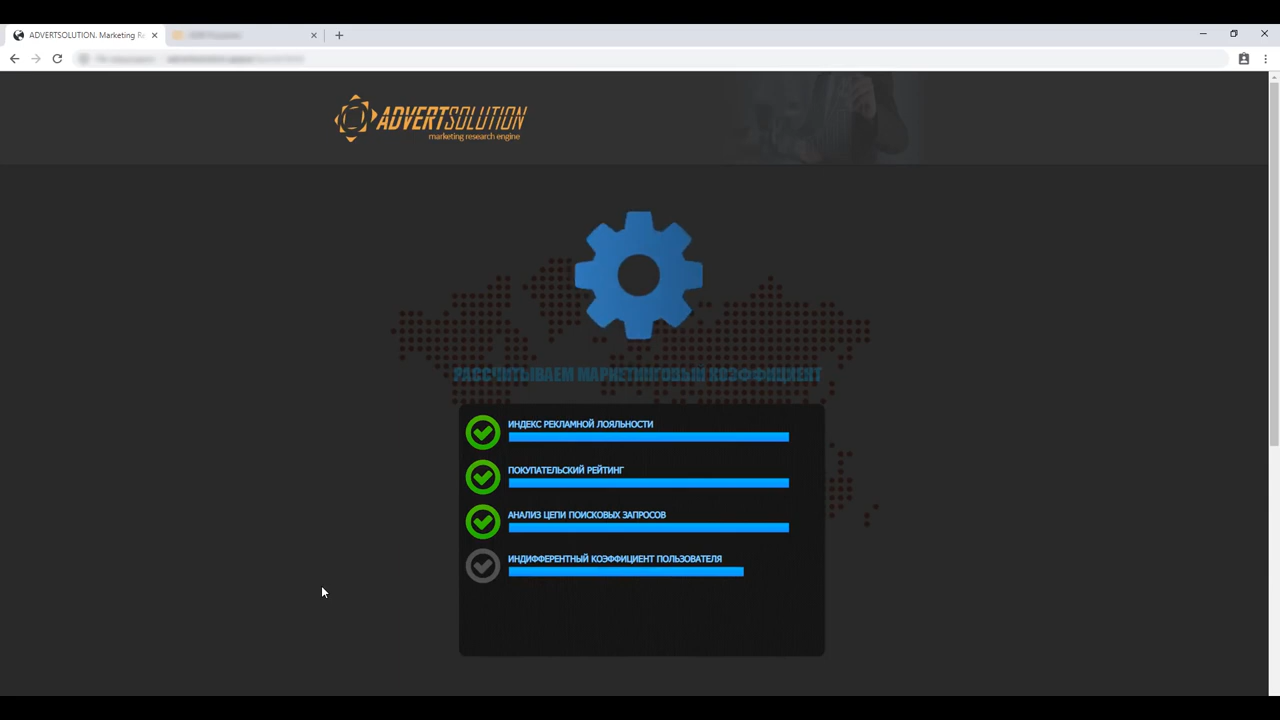 ADVERTSOLUTION. Marketing Re
ADVERTSOLUTION
marketing research engine
РАССЧИТЫВАЕМ МАРКЕТИНГОВЫЙ КОЭФФИЦИЕНТ
ИНДЕКС РЕКЛАМНОЙ ЛОЯЛЬНОСТИ
ПОКУПАТЕЛЬСКИЙ РЕЙТИНГ
АНАЛИЗ ЦЕПИ ПОИСКОВЫХ ЗАПРОСОВ
ИНДИФФЕРЕНТНЫЙ КОЭФФИЦИЕНТ ПОЛЬЗОВАТЕЛЯ